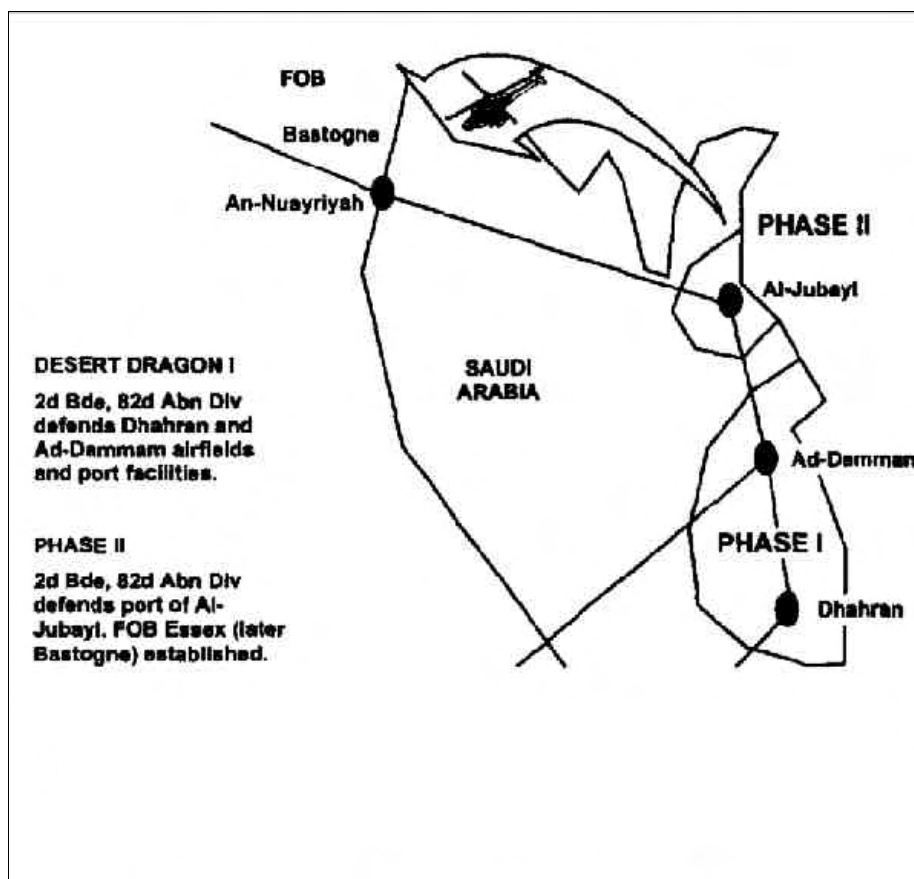 FOB
Bastogne
An-Nuayriyah
PHASE II
Al-Jubayl
SAUDI
ARABIA
DESERT DRAGON I
2d Bde, 82d Abn Div
defends Dhahran and
Ad-Dammam airfields
and port facilities.
Ad-Damman
PHASE I
PHASE II
2d Bde, 82d Abn Div
defends port of Al-
Jubayl. FOB Essex (later
Bastogne) established.
Dhahran